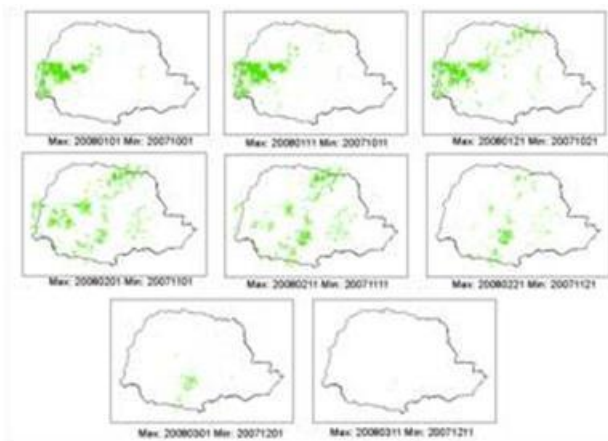 Max: 20080101 Min: 20071001
Max: 20080111 Min: 20071011
Max: 20080121 Min: 20071021
Max: 20080201 Min: 20071101
Max: 20080211 Min: 20071111
Max: 20080221 Min: 20071121
Max: 20080301 Min: 20071201
Max: 20080311 Min: 20071211